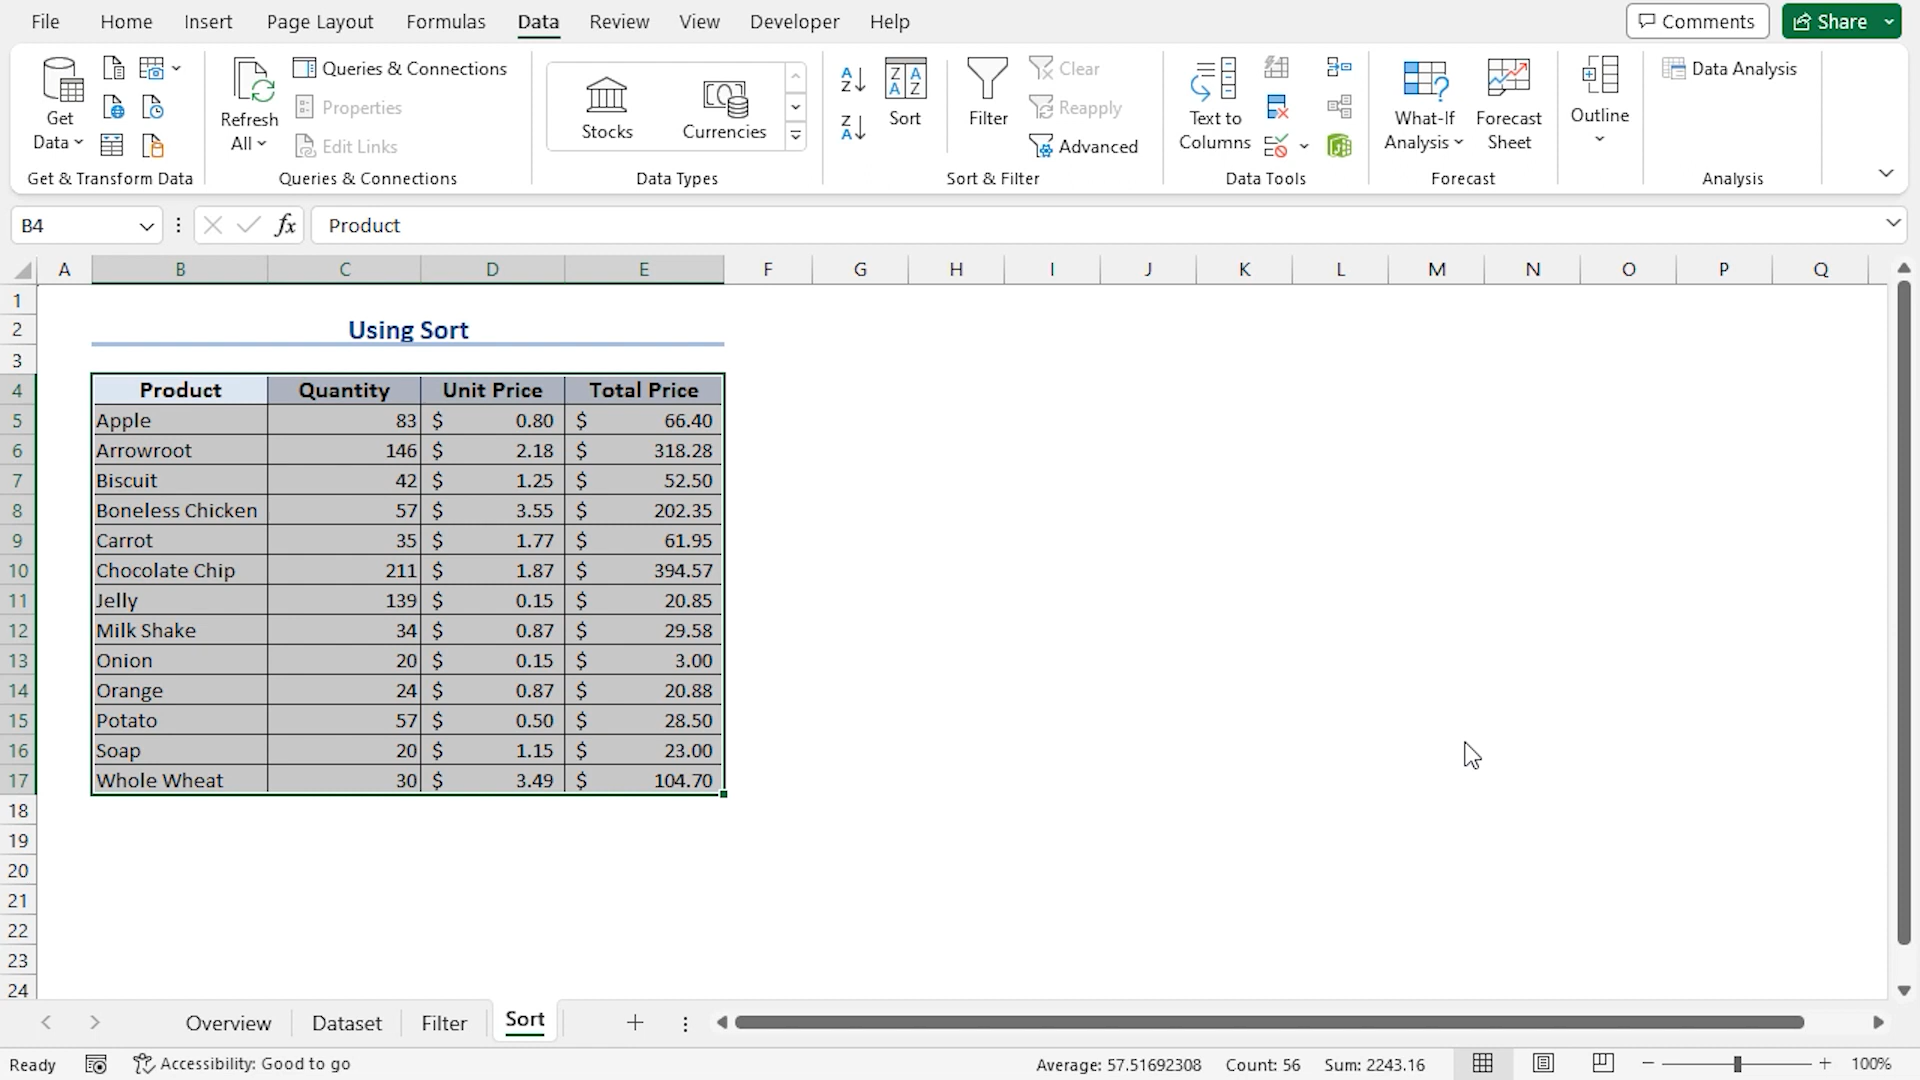 File Home Insert Page Layout Formulas Data Review View Developer Help Comments Share
Get Data Refresh All Queries & Connections Properties Edit Links Stocks Currencies Sort Filter Clear Reapply Advanced Text to Columns What-If Analysis Forecast Sheet Outline Data Analysis
Get & Transform Data Queries & Connections Data Types Sort & Filter Data Tools Forecast Analysis
B4 fx Product
A B C D E F G H I J K L M N O P Q
1
2 Using Sort
3
4 Product Quantity Unit Price Total Price
5 Apple 83 $ 0.80 $ 66.40
6 Arrowroot 146 $ 2.18 $ 318.28
7 Biscuit 42 $ 1.25 $ 52.50
8 Boneless Chicken 57 $ 3.55 $ 202.35
9 Carrot 35 $ 1.77 $ 61.95
10 Chocolate Chip 211 $ 1.87 $ 394.57
11 Jelly 139 $ 0.15 $ 20.85
12 Milk Shake 34 $ 0.87 $ 29.58
13 Onion 20 $ 0.15 $ 3.00
14 Orange 24 $ 0.87 $ 20.88
15 Potato 57 $ 0.50 $ 28.50
16 Soap 20 $ 1.15 $ 23.00
17 Whole Wheat 30 $ 3.49 $ 104.70
18
19
20
21
22
23
24
Overview Dataset Filter Sort
Ready Accessibility: Good to go Average: 57.51692308 Count: 56 Sum: 2243.16 100%